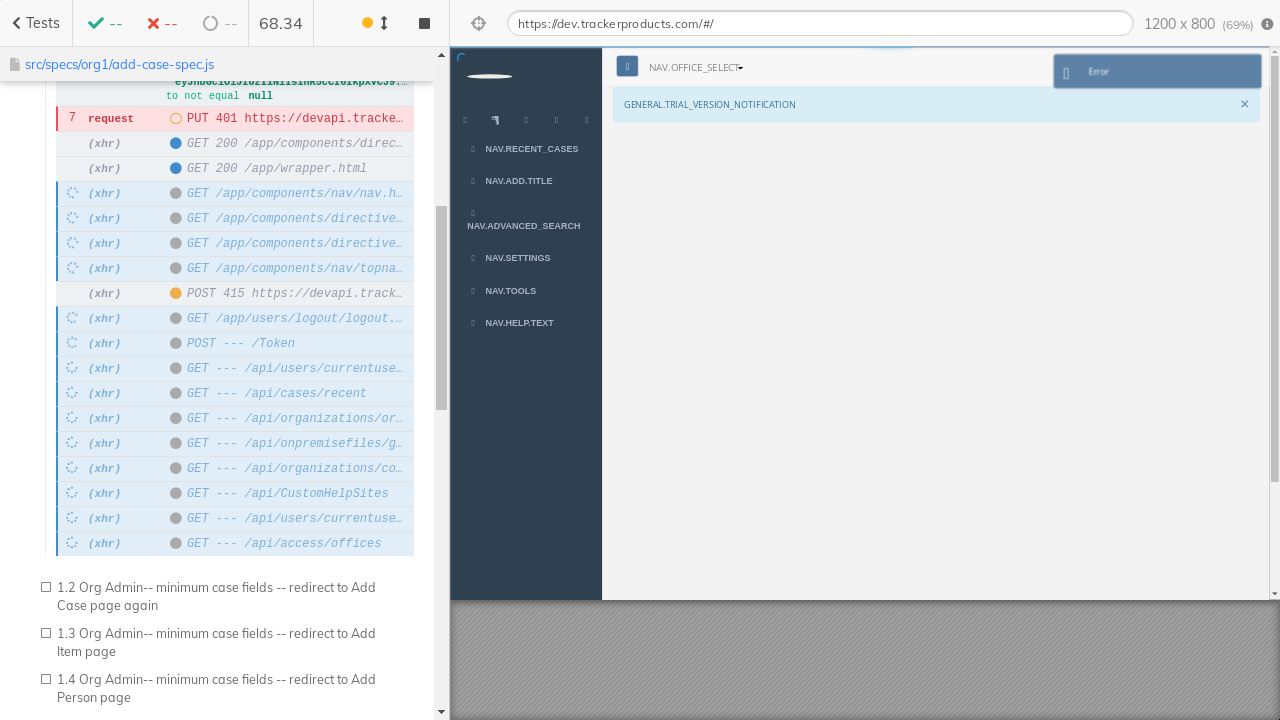 Tests
--
--
--
68.34
https://dev.trackerproducts.com/#/
1200 x 800 (69%)
src/specs/org1/add-case-spec.js
to not equal null
7 request PUT 401 https://devapi.tracke…
(xhr) GET 200 /app/components/direc…
(xhr) GET 200 /app/wrapper.html
(xhr) GET /app/components/nav/nav.h…
(xhr) GET /app/components/directive…
(xhr) GET /app/components/directive…
(xhr) GET /app/components/nav/topna…
(xhr) POST 415 https://devapi.track…
(xhr) GET /app/users/logout/logout.…
(xhr) POST --- /Token
(xhr) GET --- /api/users/currentuse…
(xhr) GET --- /api/cases/recent
(xhr) GET --- /api/organizations/or…
(xhr) GET --- /api/onpremisefiles/g…
(xhr) GET --- /api/organizations/co…
(xhr) GET --- /api/CustomHelpSites
(xhr) GET --- /api/users/currentuse…
(xhr) GET --- /api/access/offices
1.2 Org Admin-- minimum case fields -- redirect to Add
Case page again
1.3 Org Admin-- minimum case fields -- redirect to Add
Item page
1.4 Org Admin-- minimum case fields -- redirect to Add
Person page
NAV.OFFICE_SELECT
Error
GENERAL.TRIAL_VERSION_NOTIFICATION
×
NAV.RECENT_CASES
NAV.ADD.TITLE
NAV.ADVANCED_SEARCH
NAV.SETTINGS
NAV.TOOLS
NAV.HELP.TEXT